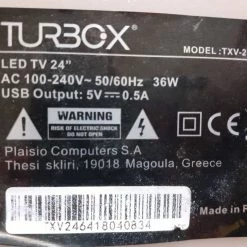 TURBOX®
MODEL: TXV-2
LED TV 24"
AC 100-240V~ 50/60Hz 36W
USB Output: 5V⎓0.5A
WARNING
RISK OF ELECTRIC SHOCK
DO NOT OPEN
Plaisio Computers S.A
Thesi skliri, 19018 Magoula, Greece
Made in P
TXV246418040834